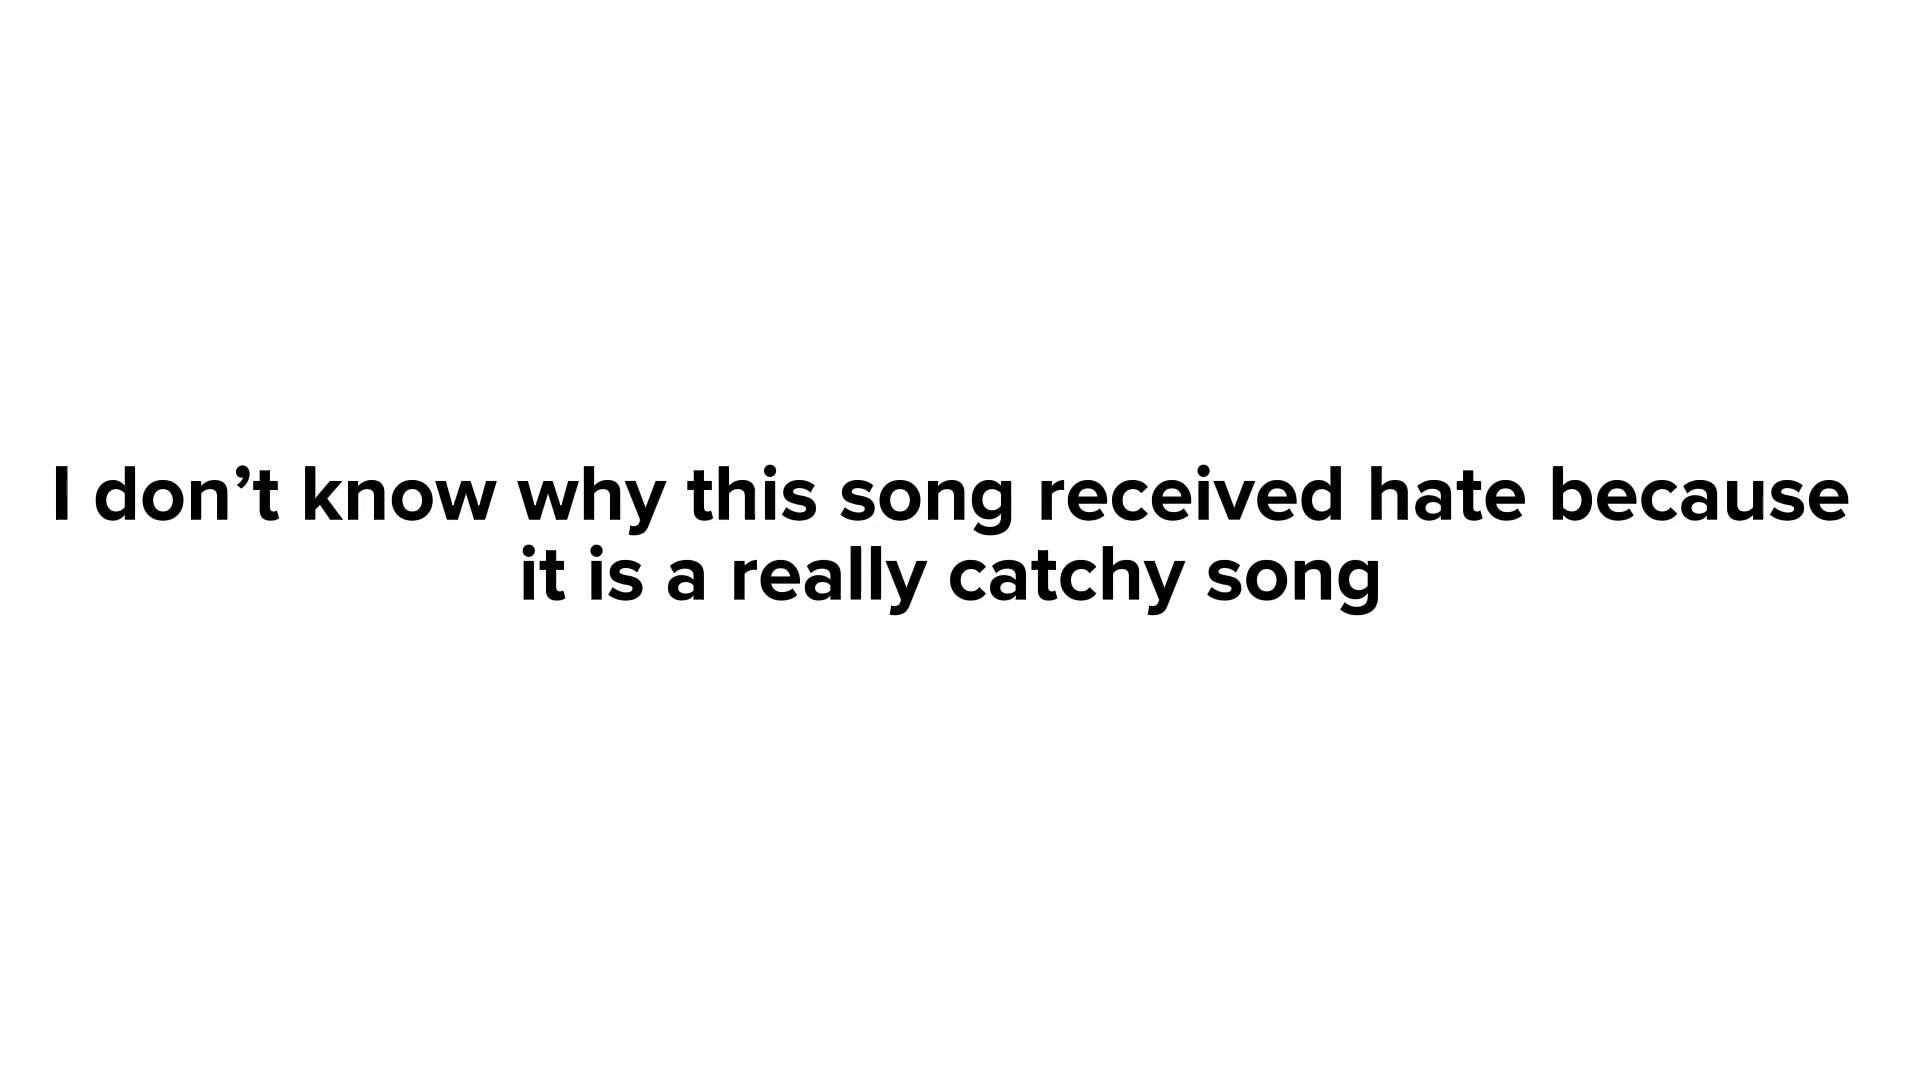 I don’t know why this song received hate because
it is a really catchy song